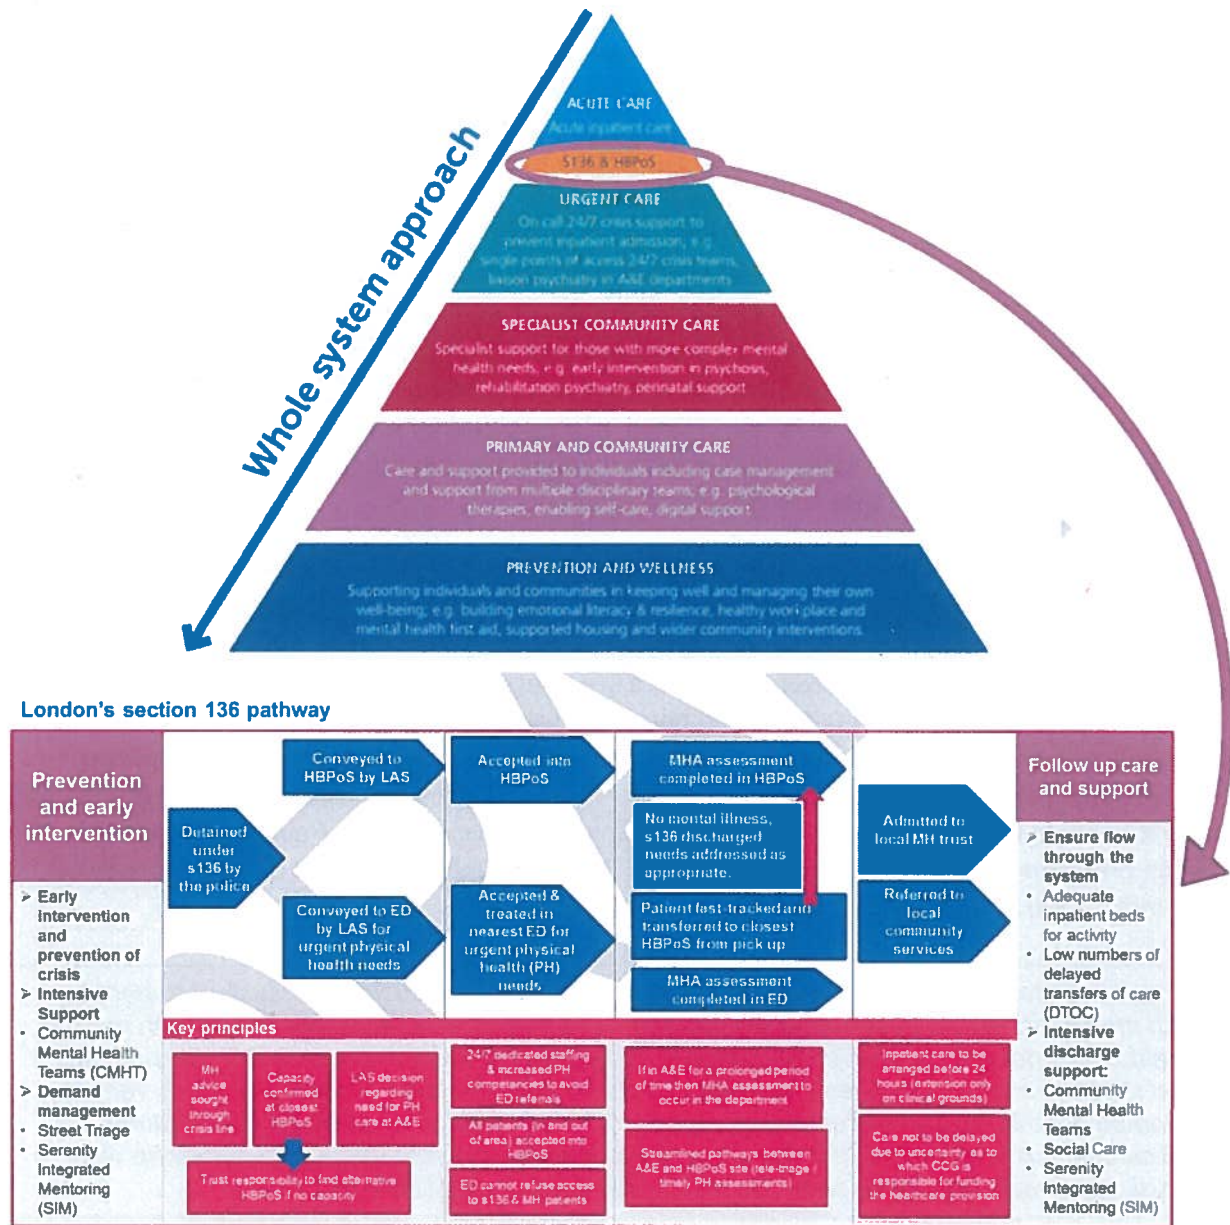 Whole system approach
ACUTE CARE
Acute inpatient care
S136 & HBPoS
URGENT CARE
On call 24/7 crisis support to
prevent inpatient admission, e.g.
single points of access 24/7 crisis teams,
liaison psychiatry in A&E departments
SPECIALIST COMMUNITY CARE
Specialist support for those with more complex mental
health needs, e.g. early intervention in psychosis,
rehabilitation psychiatry, perinatal support
PRIMARY AND COMMUNITY CARE
Care and support provided to individuals including case management
and support from multiple disciplinary teams; e.g. psychological
therapies, enabling self-care, digital support
PREVENTION AND WELLNESS
Supporting individuals and communities in keeping well and managing their own
well-being; e.g. building emotional literacy & resilience, healthy work place and
mental health first aid, supported housing and wider community interventions.
London's section 136 pathway
Prevention
and early
intervention
➢ Early
intervention
and
prevention of
crisis
➢ Intensive
Support
• Community
Mental Health
Teams (CMHT)
➢ Demand
management
• Street Triage
• Serenity
Integrated
Mentoring
(SIM)
Detained
under
s136 by
the police
Conveyed to
HBPoS by LAS
Conveyed to ED
by LAS for
urgent physical
health needs
Accepted into
HBPoS
Accepted &
treated in
nearest ED for
urgent physical
health (PH)
needs
MHA assessment
completed in HBPoS
No mental illness,
s136 discharged
needs addressed as
appropriate.
Patient fast-tracked and
transferred to closest
HBPoS from pick up
MHA assessment
completed in ED
Admitted to
local MH trust
Referred to
local
community
services
Key principles
MH
advice
sought
through
crisis line
Capacity
confirmed
at closest
HBPoS
LAS decision
regarding
need for PH
care at A&E
Trust responsibility to find alternative
HBPoS if no capacity
24/7 dedicated staffing
& increased PH
competencies to avoid
ED referrals
All patients (in and out
of area) accepted into
HBPoS
ED cannot refuse access
to s136 & MH patients
If in A&E for a prolonged period
of time then MHA assessment to
occur in the department
Streamlined pathways between
A&E and HBPoS site (tele-triage /
timely PH assessments)
Inpatient care to be
arranged before 24
hours (extension only
on clinical grounds)
Care not to be delayed
due to uncertainty as to
which CCG is
responsible for funding
the healthcare provision
Follow up care
and support
➢ Ensure flow
through the
system
• Adequate
inpatient beds
for activity
• Low numbers of
delayed
transfers of care
(DTOC)
➢ Intensive
discharge
support:
• Community
Mental Health
Teams
• Social Care
• Serenity
Integrated
Mentoring (SIM)